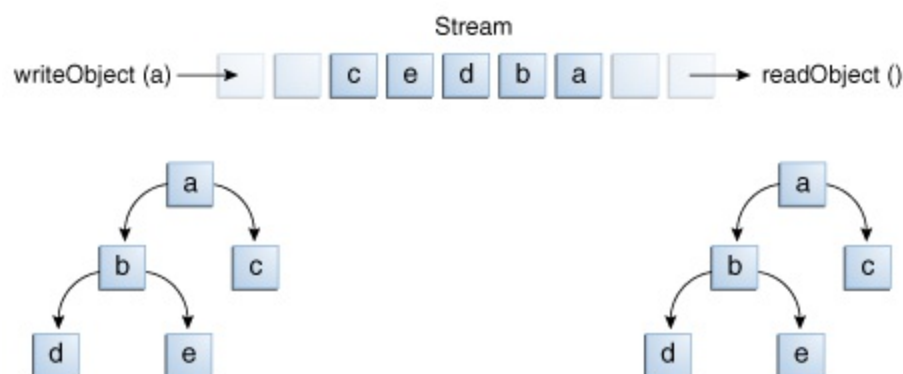 Stream
writeObject (a) c e d b a readObject ()
a a
b c b c
d e d e